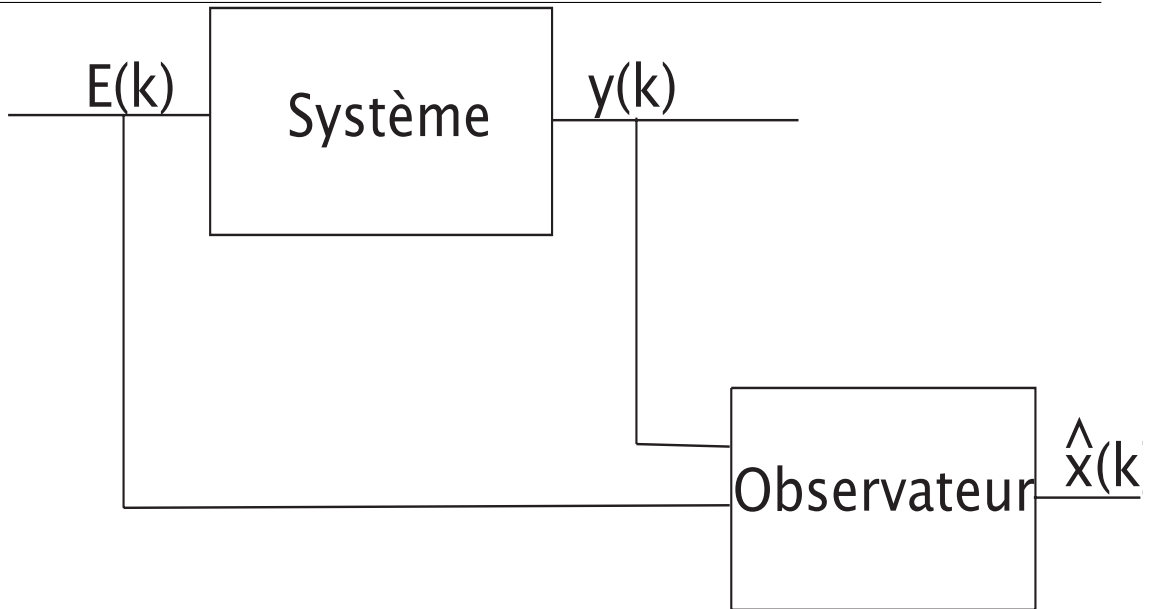 E(k)
Système
y(k)
Observateur
x̂(k